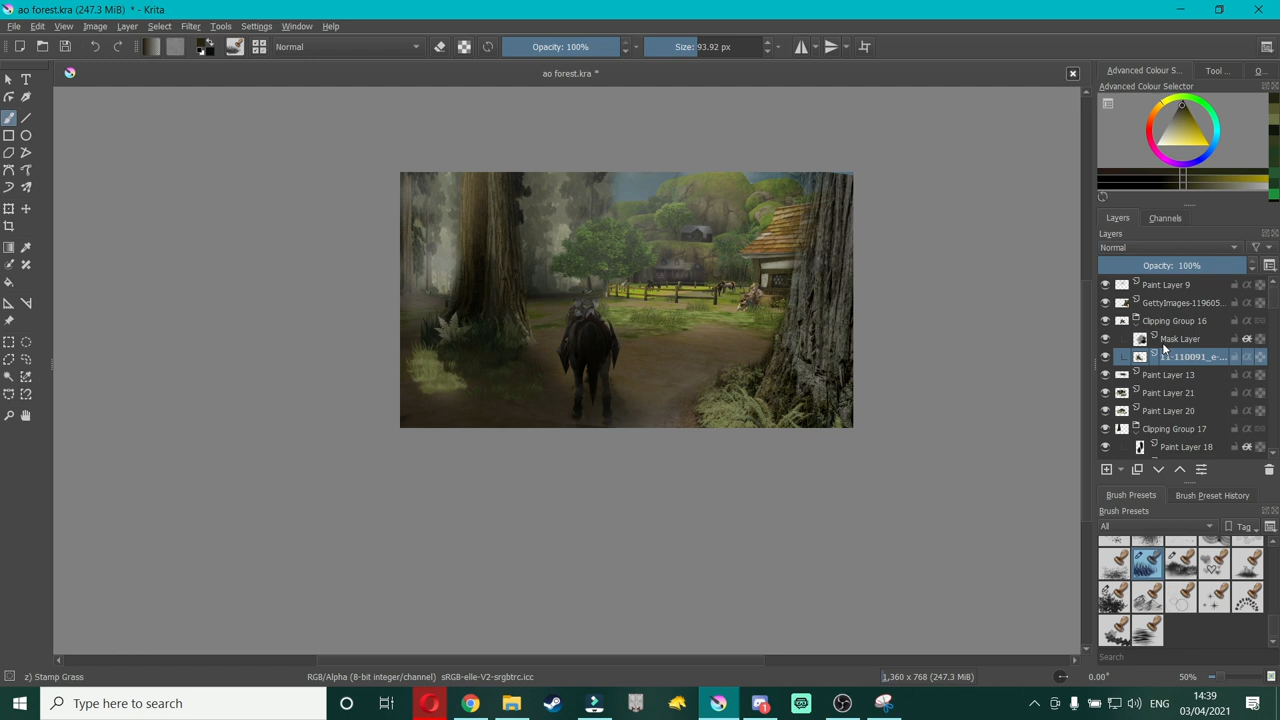 ao forest.kra (247.3 MiB) * - Krita
File Edit View Image Layer Select Filter Tools Settings Window Help
Normal Opacity: 100% Size: 93.92 px
ao forest.kra *
Advanced Colour S... Tool ... O...
Advanced Colour Selector
Layers Channels
Layers
Normal
Opacity: 100%
Paint Layer 9
GettyImages-119605...
Clipping Group 16
Mask Layer
11-110091_e-...
Paint Layer 13
Paint Layer 21
Paint Layer 20
Clipping Group 17
Paint Layer 18
Brush Presets Brush Preset History
Brush Presets
All Tag
Search
z) Stamp Grass RGB/Alpha (8-bit integer/channel) sRGB-elle-V2-srgbtrc.icc 1,360 x 768 (247.3 MiB) 0.00° 50%
Type here to search
ENG
14:39
03/04/2021